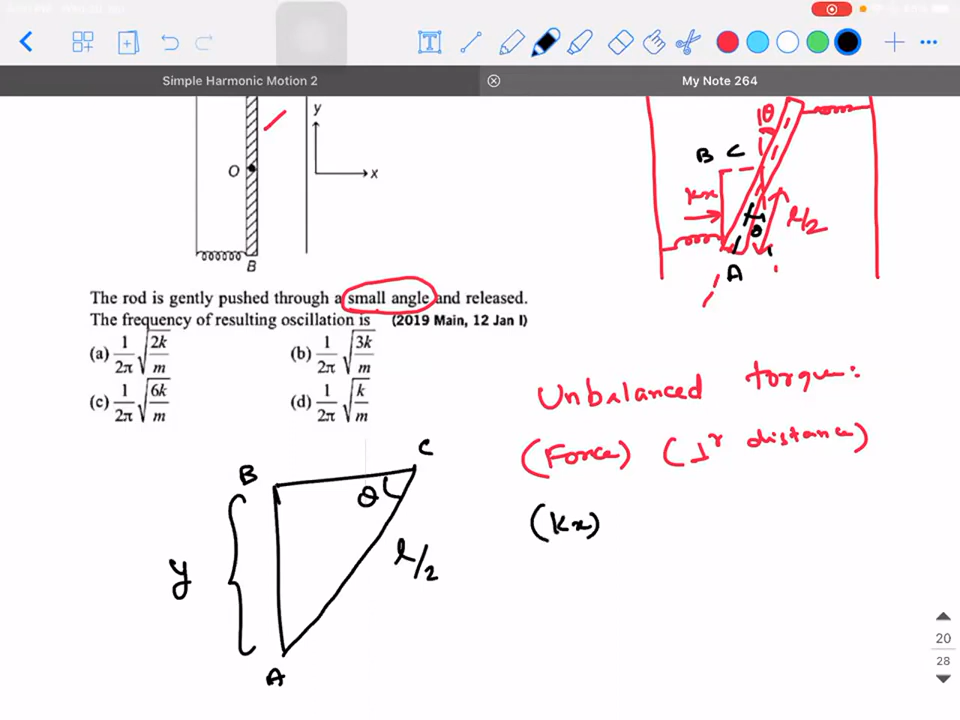 Simple Harmonic Motion 2
My Note 264
y
O
x
B
The rod is gently pushed through a small angle and released.
The frequency of resulting oscillation is (2019 Main, 12 Jan I)
(a) 1/2π √2k/m (b) 1/2π √3k/m
(c) 1/2π √6k/m (d) 1/2π √k/m
θ
B C
kx
l/2
θ
A
Unbalanced torque:
(Force) (⊥r distance)
(kx)
B
C
θ
y
l/2
A
20
28